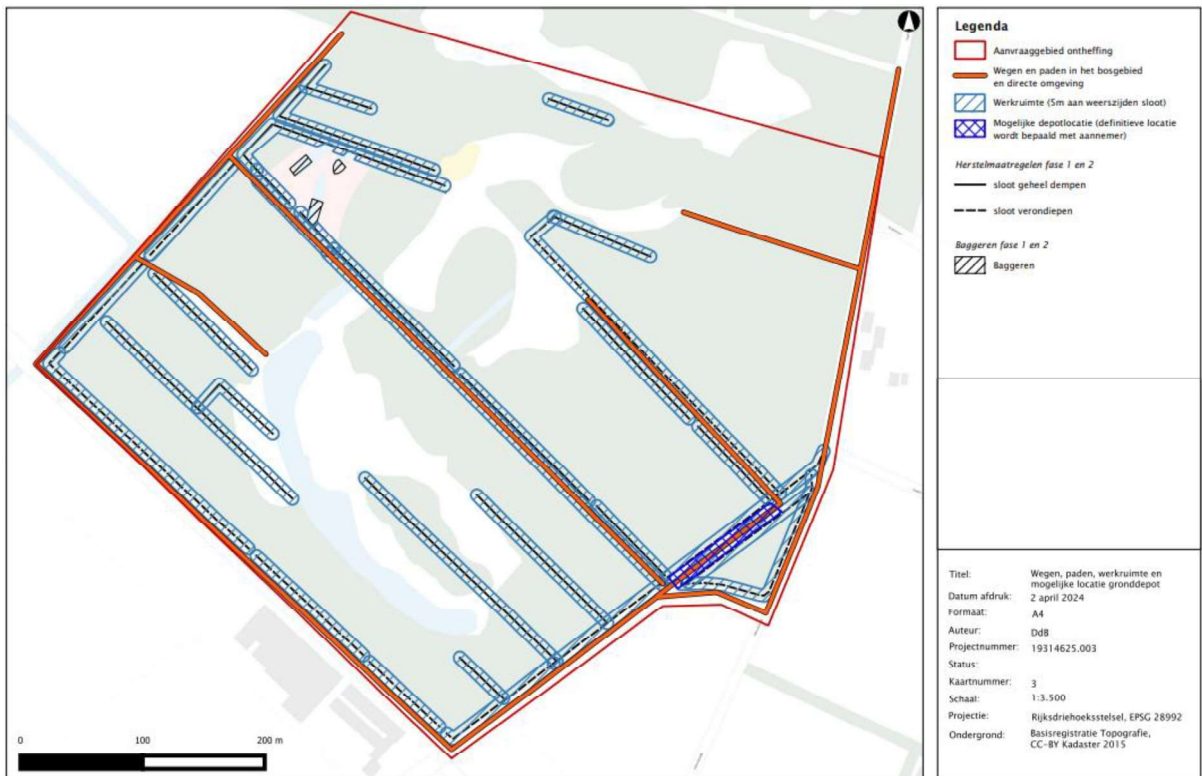 Legenda
Aanvraaggebied ontheffing
Wegen en paden in het bosgebied
en directe omgeving
Werkruimte (5m aan weerszijden sloot)
Mogelijke depotlocatie (definitieve locatie
wordt bepaald met aannemer)
Herstelmaatregelen fase 1 en 2
sloot geheel dempen
sloot verondiepen
Baggeren fase 1 en 2
Baggeren
Titel: Wegen, paden, werkruimte en
mogelijke locatie gronddepot
Datum afdruk: 2 april 2024
Formaat: A4
Auteur: DdB
Projectnummer: 19314625.003
Status:
Kaartnummer: 3
Schaal: 1:3.500
Projectie: Rijksdriehoeksstelsel, EPSG 28992
Ondergrond: Basisregistratie Topografie,
CC-BY Kadaster 2015
0 100 200 m